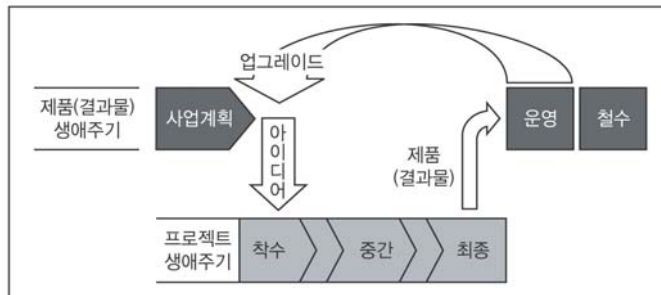 업그레이드
제품(결과물)
생애주기
사업계획
아이디어
제품
(결과물)
운영
철수
프로젝트
생애주기
착수
중간
최종